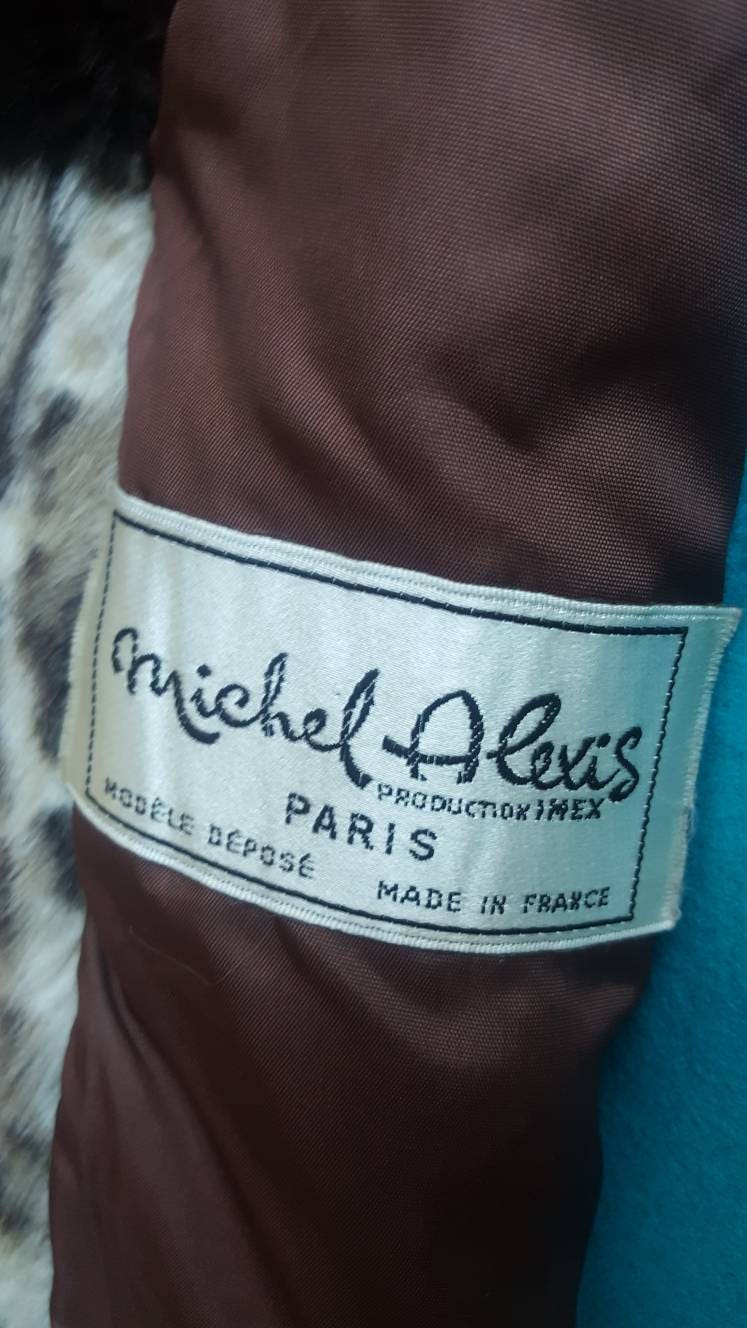 Michel Alexis
PRODUCTION IMEX
PARIS
MODÈLE DÉPOSÉ
MADE IN FRANCE